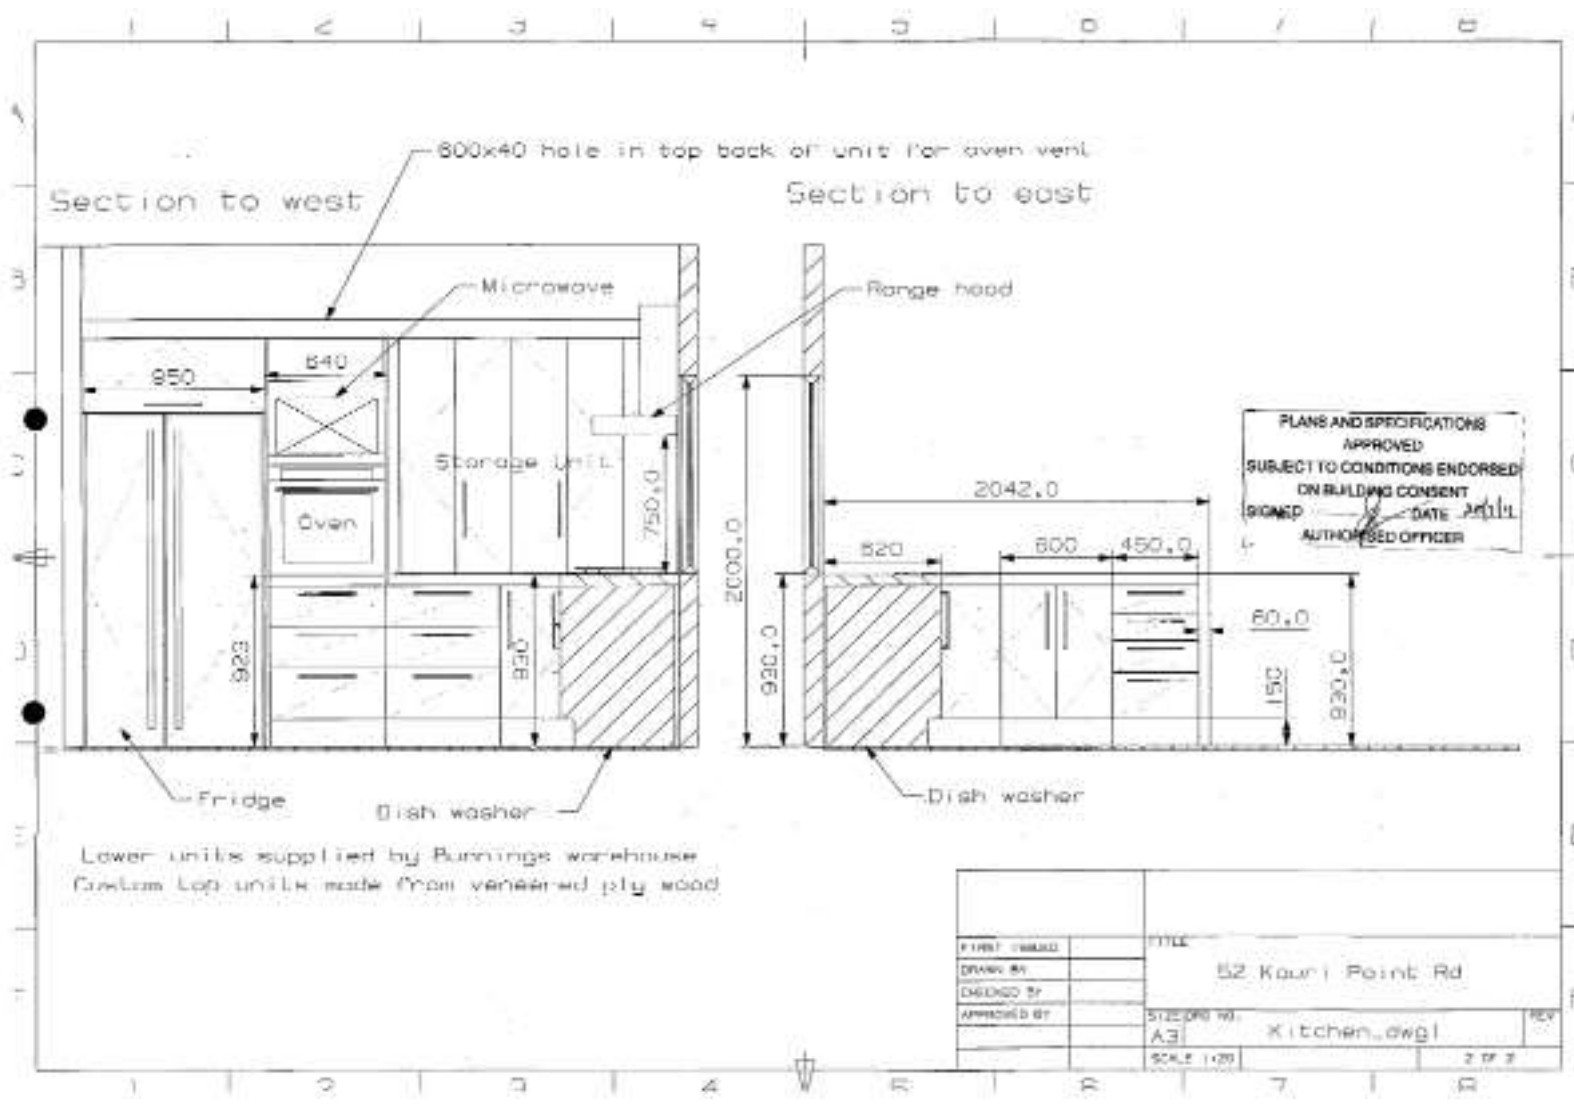 1 2 3 4 5 6 7 8
600x40 hole in top back of unit for oven vent
Section to west
Section to east
Microwave
Range hood
950
640
Storage Unit
Oven
750.0
923
930
Fridge
Dish washer
Lower units supplied by Bunnings warehouse
Custom top units made from veneered ply wood
2000.0
930.0
2042.0
620
600
450.0
60.0
150
930.0
Dish washer
PLANS AND SPECIFICATIONS
APPROVED
SUBJECT TO CONDITIONS ENDORSED
ON BUILDING CONSENT
SIGNED DATE
AUTHORISED OFFICER
FIRST ISSUED
DRAWN BY
CHECKED BY
APPROVED BY
TITLE
52 Kauri Point Rd
SIZE DRG NO. REV
A3 Kitchen_dwg1
SCALE 1:20
1 2 3 4 5 6 7 8